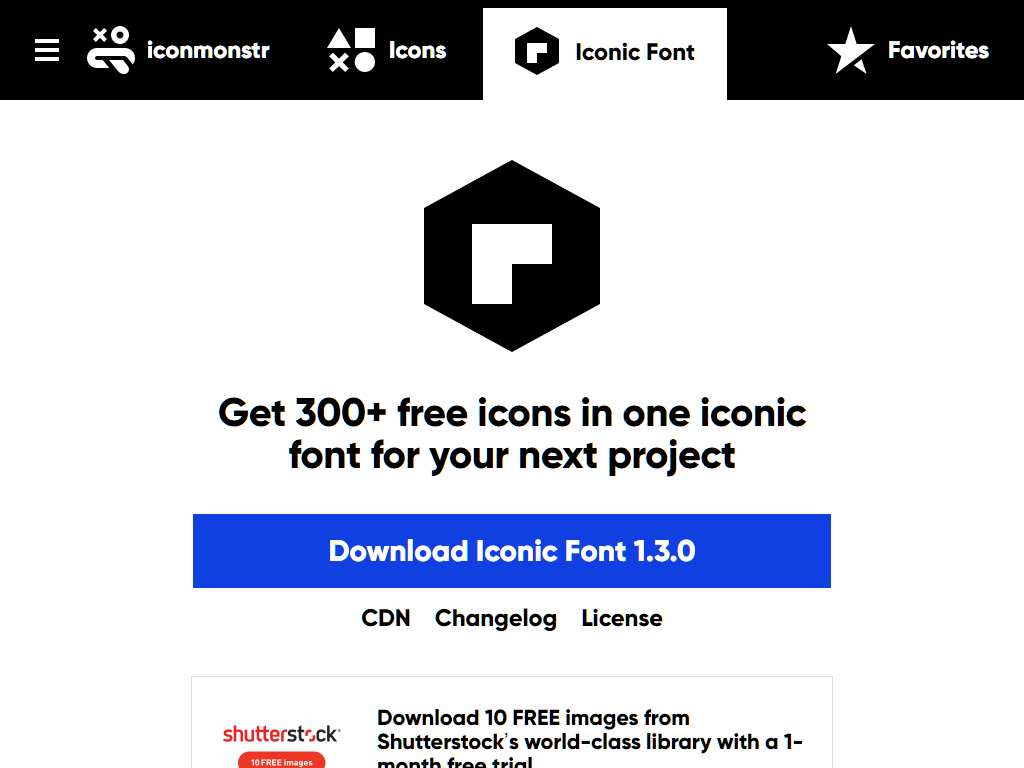 iconmonstr
Icons
Iconic Font
Favorites
Get 300+ free icons in one iconic
font for your next project
Download Iconic Font 1.3.0
CDN Changelog License
shutterstock
10 FREE images
Download 10 FREE images from
Shutterstock's world-class library with a 1-
month free trial